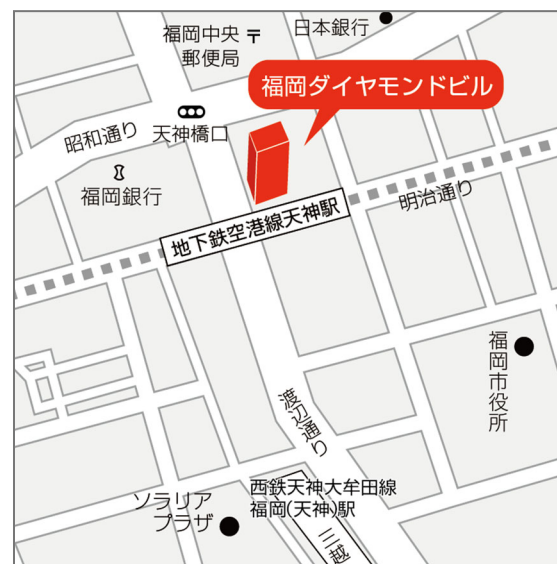 福岡中央〒
郵便局
日本銀行
福岡ダイヤモンドビル
昭和通り
天神橋口
福岡銀行
明治通り
地下鉄空港線天神駅
福岡市役所
渡辺通り
西鉄天神大牟田線
福岡(天神)駅
ソラリア
プラザ
三越